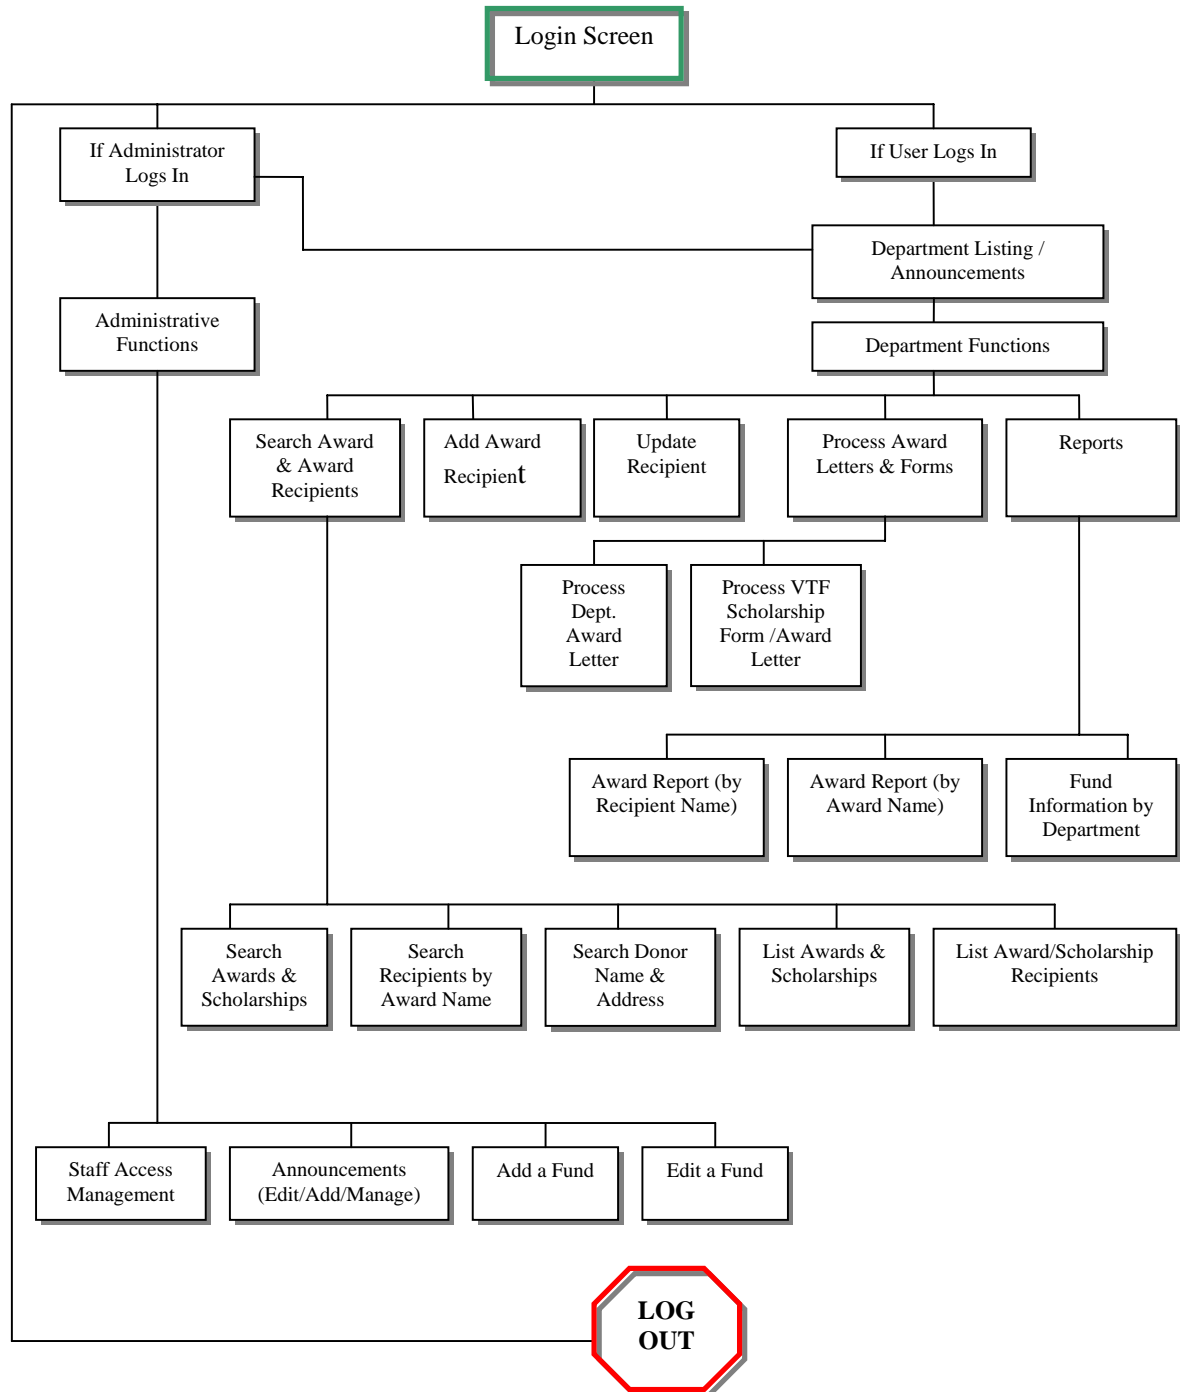 Login Screen
If Administrator
Logs In
If User Logs In
Department Listing /
Announcements
Administrative
Functions
Department Functions
Search Award
& Award
Recipients
Add Award
Recipient
Update
Recipient
Process Award
Letters & Forms
Reports
Process
Dept.
Award
Letter
Process VTF
Scholarship
Form /Award
Letter
Award Report (by
Recipient Name)
Award Report (by
Award Name)
Fund
Information by
Department
Search
Awards &
Scholarships
Search
Recipients by
Award Name
Search Donor
Name &
Address
List Awards &
Scholarships
List Award/Scholarship
Recipients
Staff Access
Management
Announcements
(Edit/Add/Manage)
Add a Fund
Edit a Fund
LOG
OUT